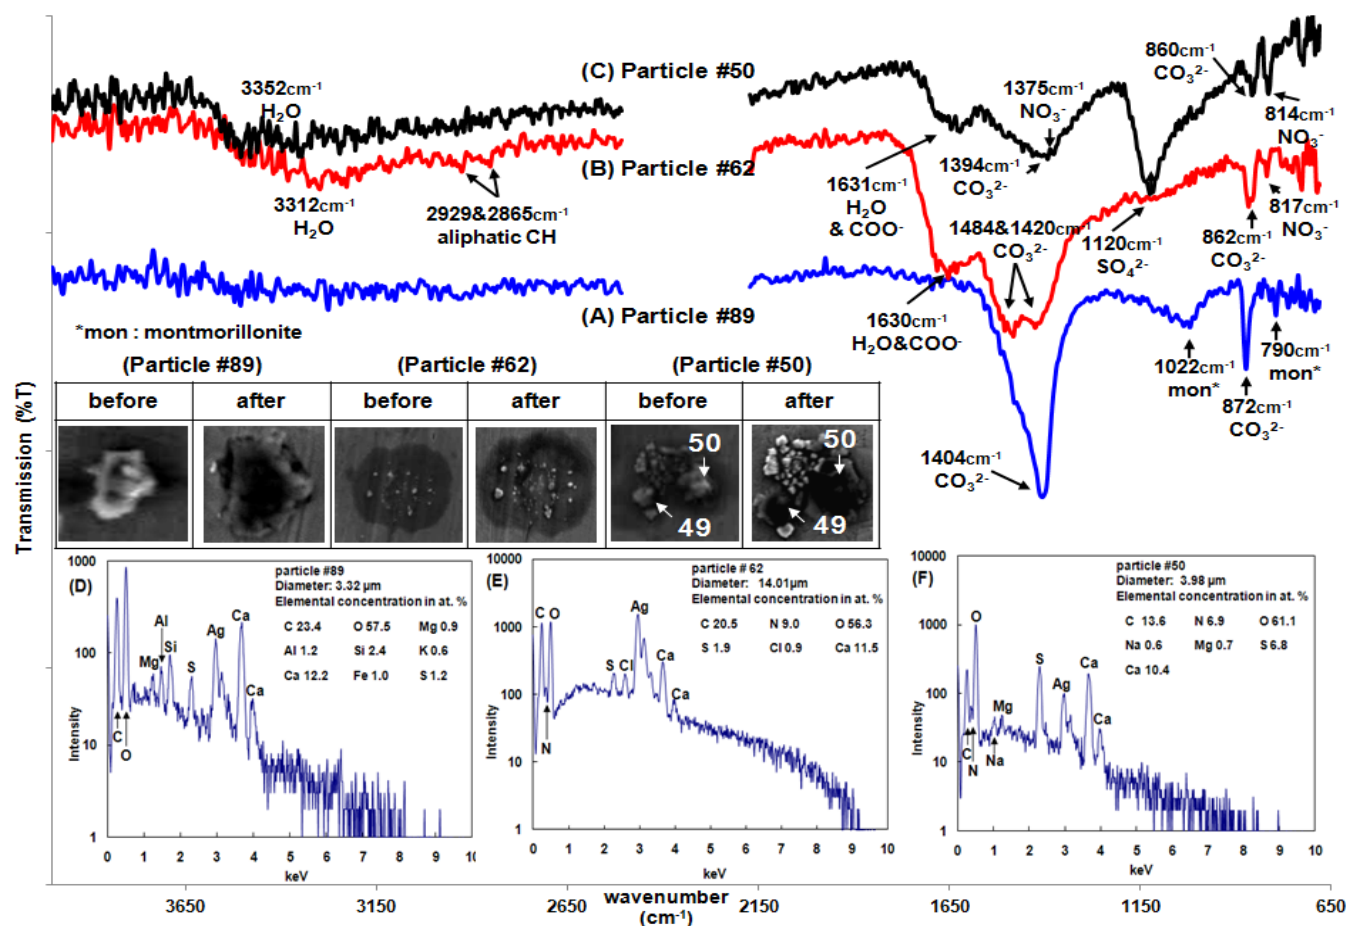 (C) Particle #50
3352cm-1
H2O
1375cm-1
NO3-
860cm-1
CO32-
814cm-1
NO3-
1394cm-1
CO32-
(B) Particle #62
1631cm-1
H2O
& COO-
3312cm-1
H2O
2929&2865cm-1
aliphatic CH
1484&1420cm-1
CO32-
1120cm-1
SO42-
862cm-1
CO32-
817cm-1
NO3-
(A) Particle #89
*mon : montmorillonite
1630cm-1
H2O&COO-
1022cm-1
mon*
790cm-1
mon*
872cm-1
CO32-
1404cm-1
CO32-
Transmission (%T)
(Particle #89) (Particle #62) (Particle #50)
before after before after before after
50 50
49 49
(D)
particle #89
Diameter: 3.32 µm
Elemental concentration in at. %
C 23.4 O 57.5 Mg 0.9
Al 1.2 Si 2.4 K 0.6
Ca 12.2 Fe 1.0 S 1.2
1000
100
10
1
Intensity
C O Mg Al Si S Ag Ca Ca
0 1 2 3 4 5 6 7 8 9 10
keV
(E)
particle # 62
Diameter: 14.01µm
Elemental concentration in at. %
C 20.5 N 9.0 O 56.3
S 1.9 Cl 0.9 Ca 11.5
10000
1000
100
10
1
Intensity
C N O S Cl Ag Ca Ca
0 1 2 3 4 5 6 7 8 9 10
keV
(F)
particle #50
Diameter: 3.98 µm
Elemental concentration in at. %
C 13.6 N 6.9 O 61.1
Na 0.6 Mg 0.7 S 6.8
Ca 10.4
10000
1000
100
10
1
Intensity
C N O Na Mg S Ag Ca Ca
0 1 2 3 4 5 6 7 8 9 10
keV
3650 3150 2650 2150 1650 1150 650
wavenumber
(cm-1)